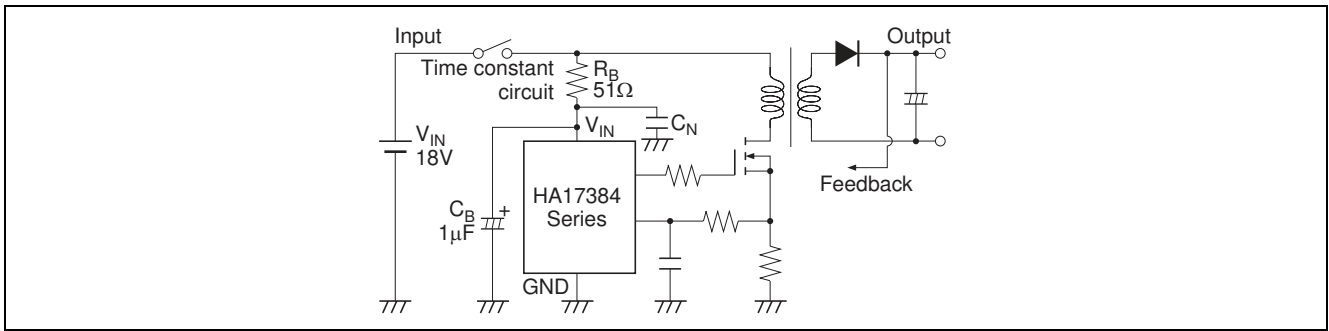 Input
Output
Time constant
circuit
R_B
51Ω
C_N
V_IN
V_IN
18V
Feedback
HA17384
Series
C_B
+
1μF
GND